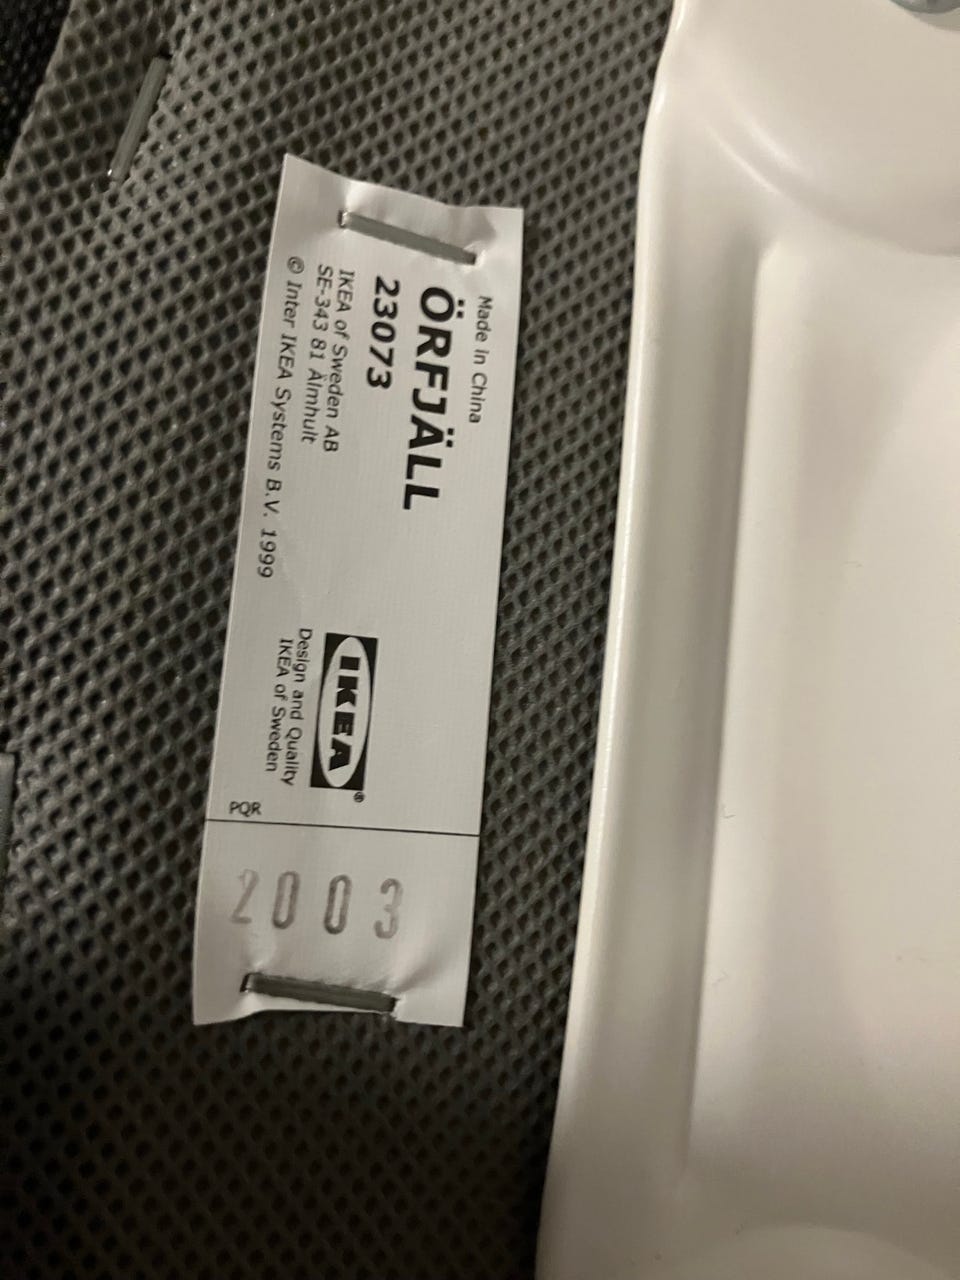 Made in China
ÖRFJÄLL
23073
IKEA of Sweden AB
SE-343 81 Älmhult
© Inter IKEA Systems B.V. 1999
IKEA®
Design and Quality
IKEA of Sweden
PQR
2003